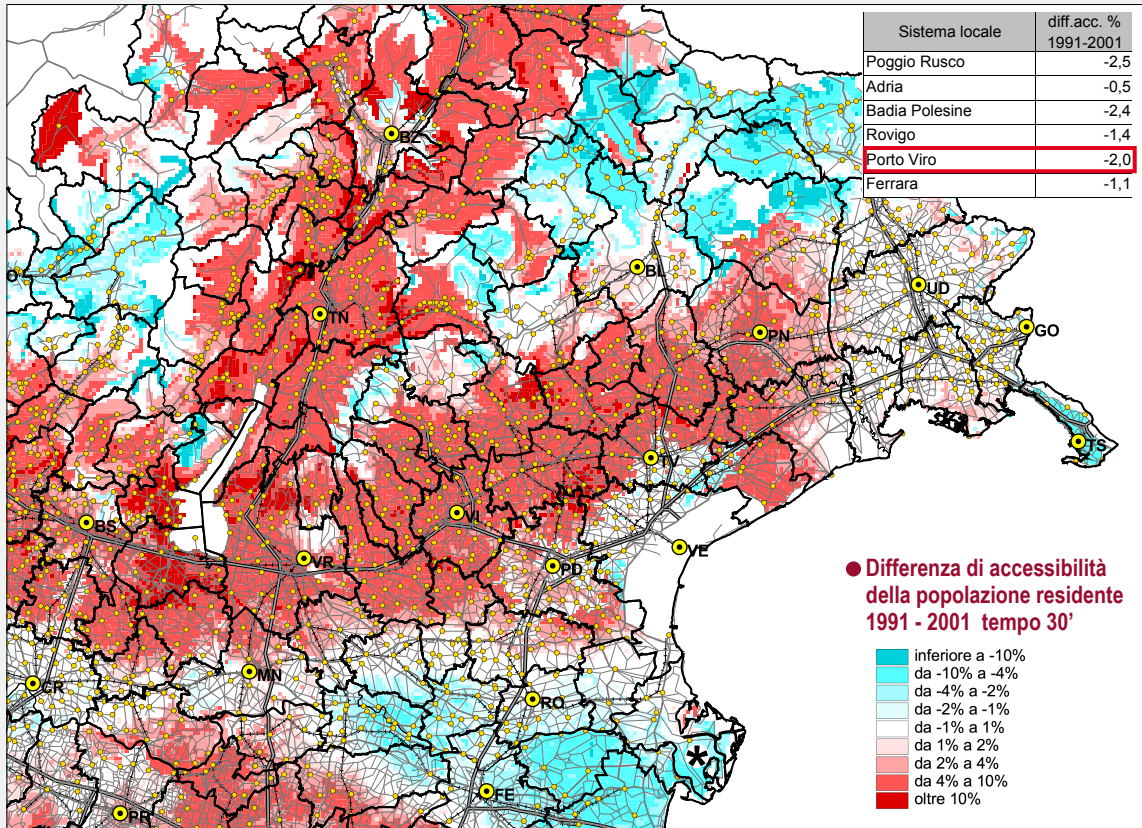 Sistema locale
diff.acc. %
1991-2001
Poggio Rusco -2,5
Adria -0,5
Badia Polesine -2,4
Rovigo -1,4
Porto Viro -2,0
Ferrara -1,1
BZ
BL
UD
TN
PN
GO
TS
BS
VI
VR
PD
VE
CR
MN
RO
FE
PR
*
Differenza di accessibilità
della popolazione residente
1991 - 2001 tempo 30'
inferiore a -10%
da -10% a -4%
da -4% a -2%
da -2% a -1%
da -1% a 1%
da 1% a 2%
da 2% a 4%
da 4% a 10%
oltre 10%